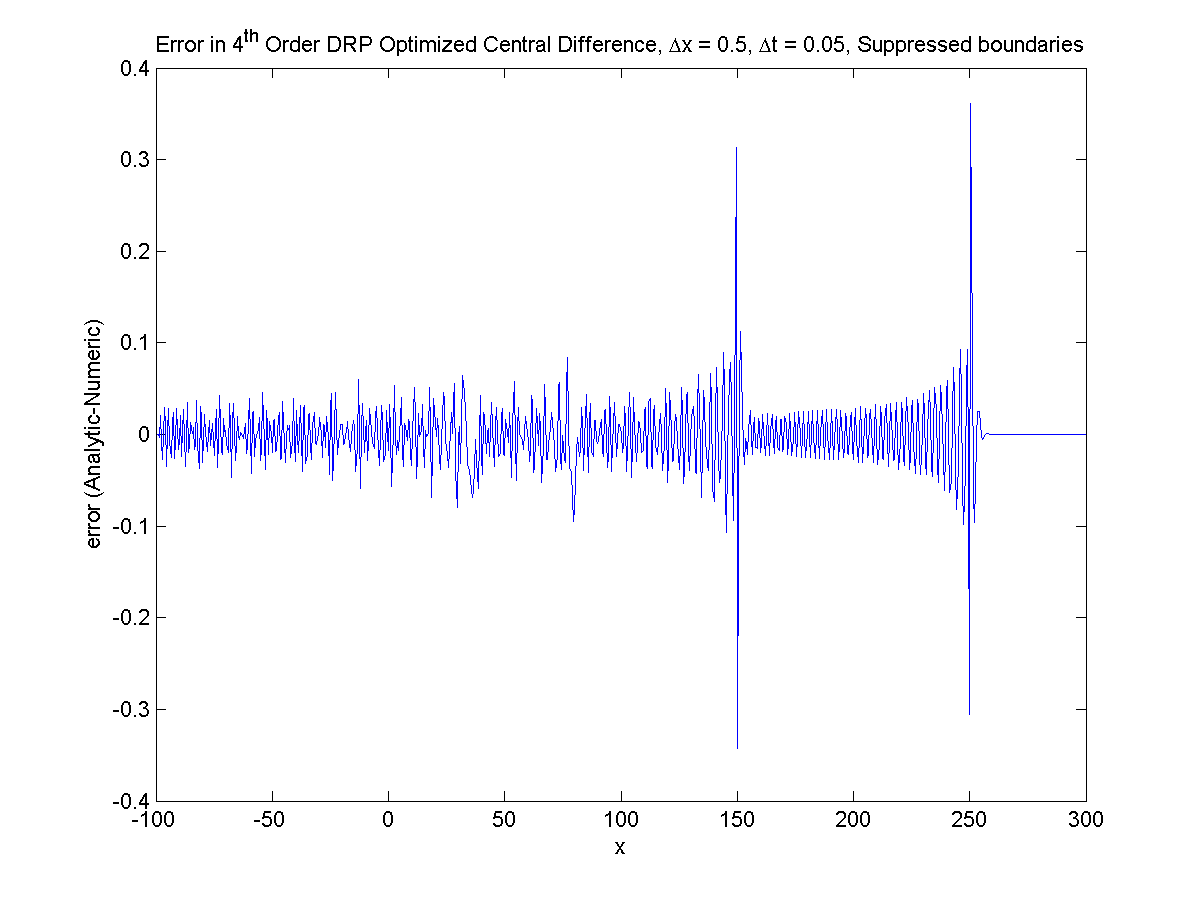 Error in 4th Order DRP Optimized Central Difference, Δx = 0.5, Δt = 0.05, Suppressed boundaries
0.4
0.3
0.2
0.1
0
-0.1
-0.2
-0.3
-0.4
error (Analytic-Numeric)
-100 -50 0 50 100 150 200 250 300
x